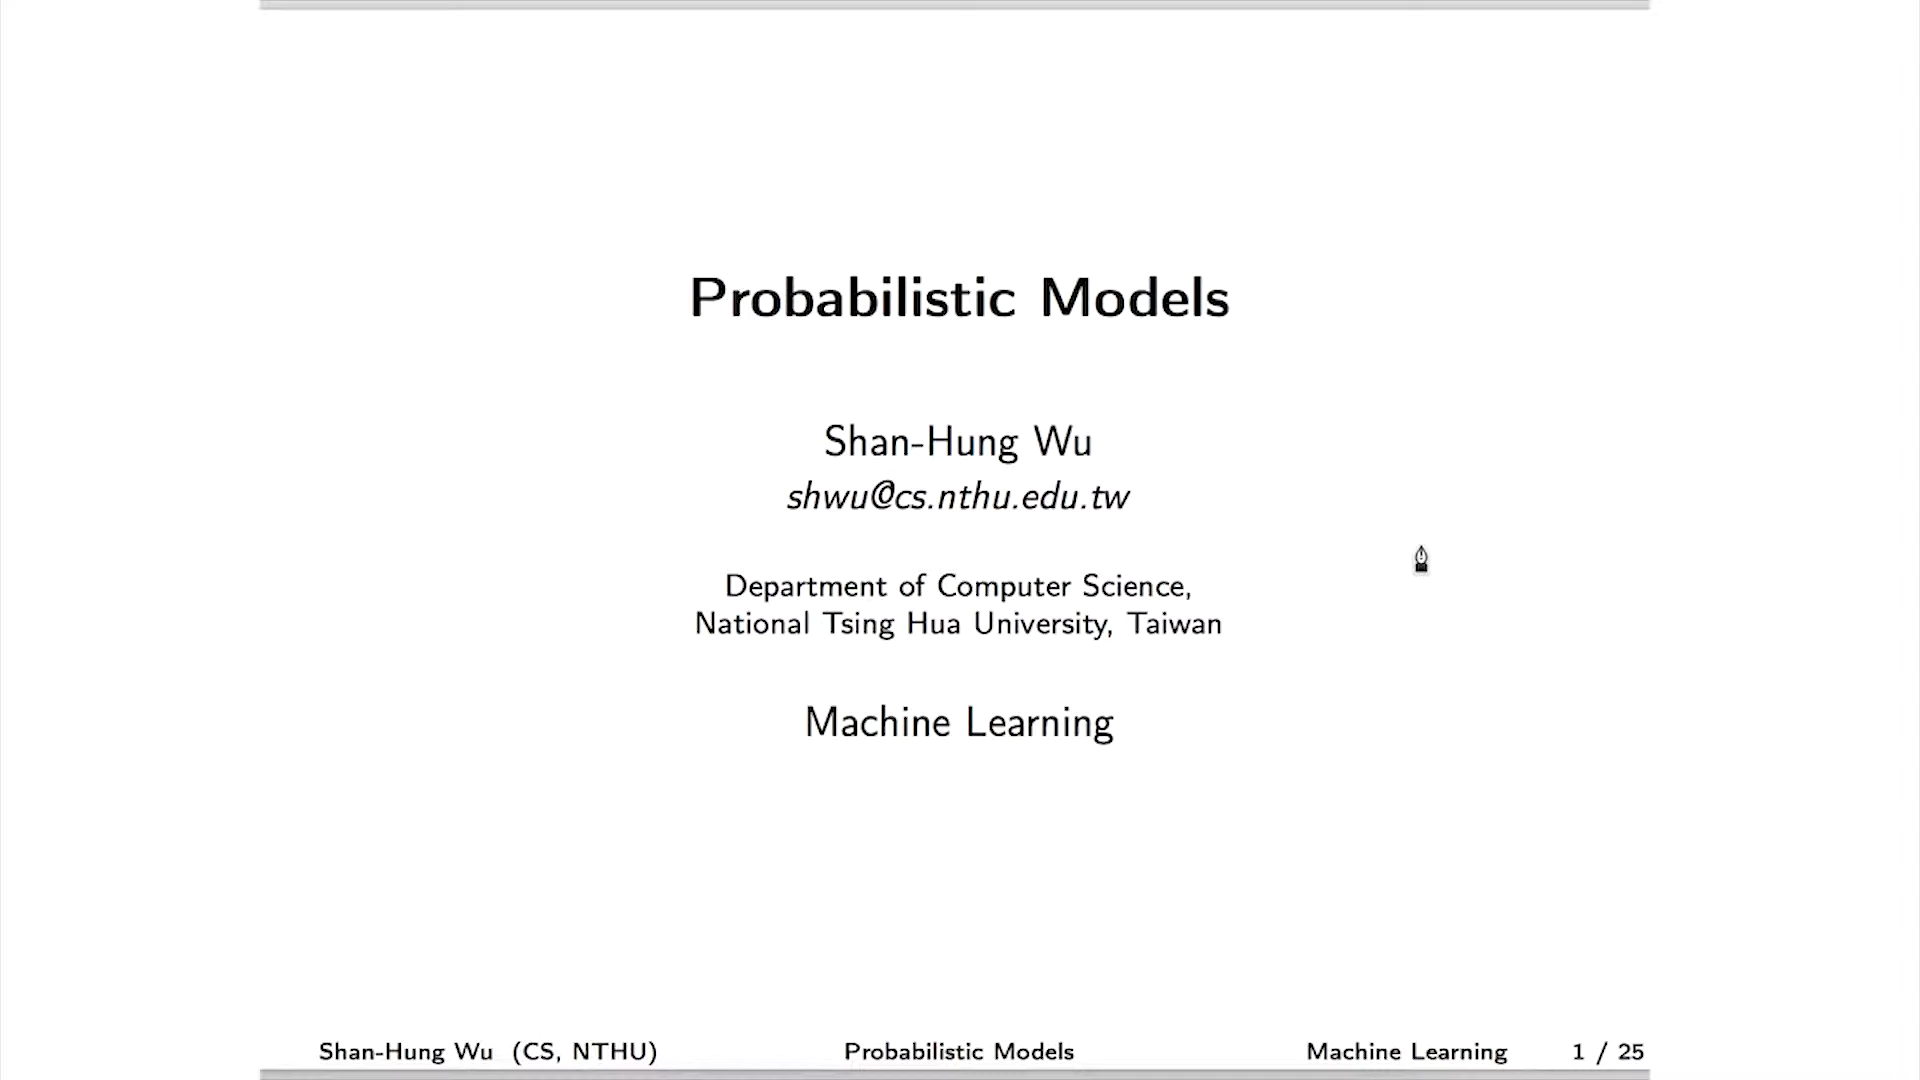 Probabilistic Models
Shan-Hung Wu
shwu@cs.nthu.edu.tw
Department of Computer Science,
National Tsing Hua University, Taiwan
Machine Learning
Shan-Hung Wu (CS, NTHU) Probabilistic Models Machine Learning 1 / 25